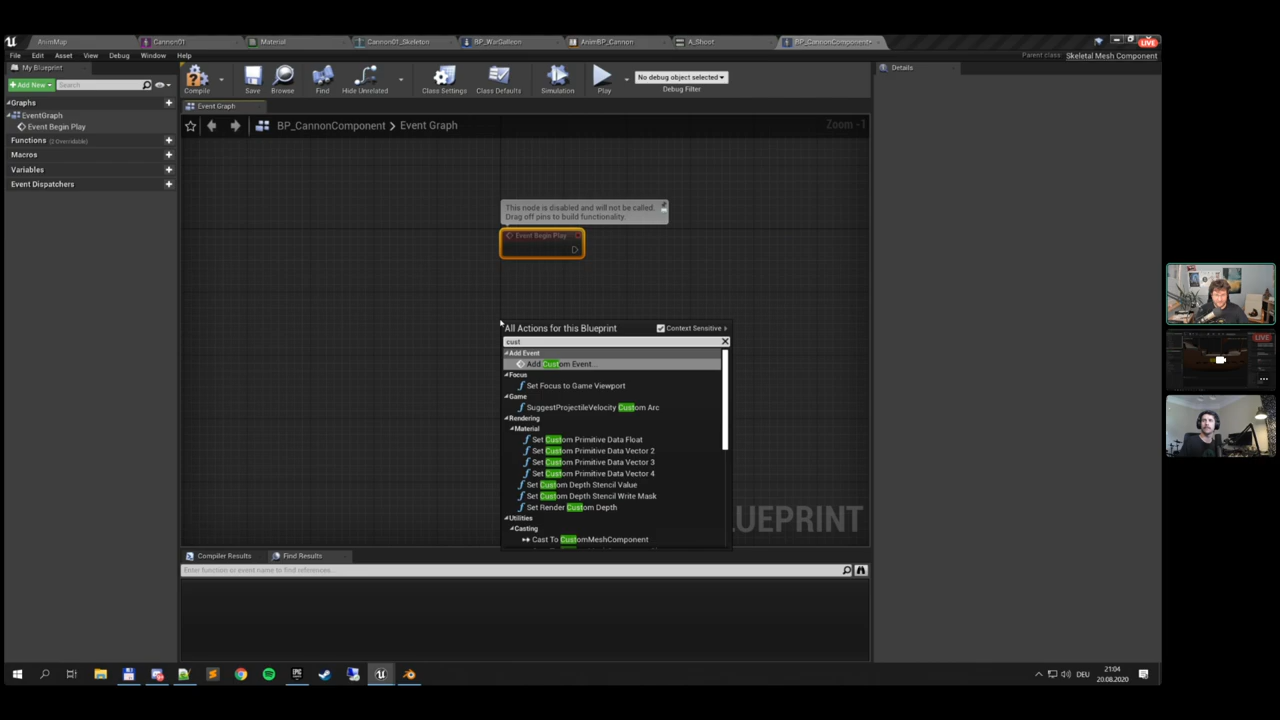 AnimMap
Cannon01
Material
Cannon01_Skeleton
BP_WarGalleon
AnimBP_Cannon
A_Shoot
BP_CannonComponent*
LIVE
File
Edit
Asset
View
Debug
Window
Help
Parent class:
Skeletal Mesh Component
My Blueprint
Details
Add New
Search
Compile
Save
Browse
Find
Hide Unrelated
Class Settings
Class Defaults
Simulation
Play
No debug object selected
Debug Filter
Graphs
EventGraph
Event Begin Play
Functions (2 Overridable)
Macros
Variables
Event Dispatchers
Event Graph
BP_CannonComponent
Event Graph
Zoom -1
This node is disabled and will not be called.
Drag off pins to build functionality.
Event Begin Play
All Actions for this Blueprint
Context Sensitive
cust
Add Event
Add Custom Event...
Focus
Set Focus to Game Viewport
Game
SuggestProjectileVelocity Custom Arc
Rendering
Material
Set Custom Primitive Data Float
Set Custom Primitive Data Vector 2
Set Custom Primitive Data Vector 3
Set Custom Primitive Data Vector 4
Set Custom Depth Stencil Value
Set Custom Depth Stencil Write Mask
Set Render Custom Depth
Utilities
Casting
Cast To CustomMeshComponent
LUEPRINT
Compiler Results
Find Results
Enter function or event name to find references...
LIVE
EPIC
DEU
21:04
20.08.2020